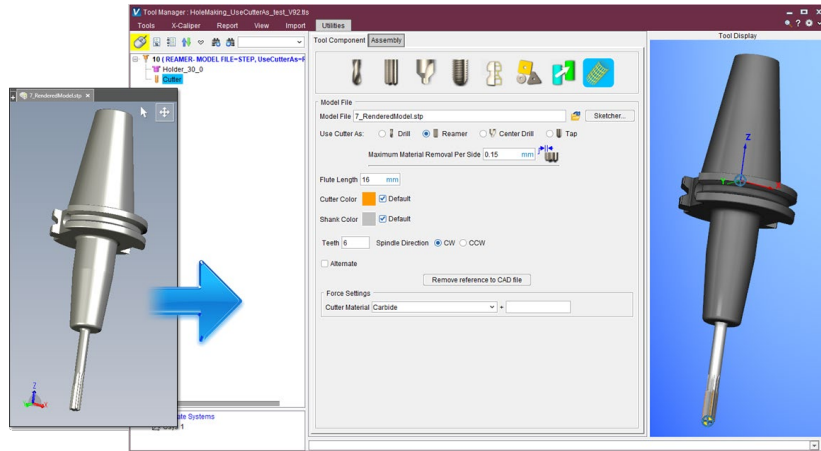 Tool Manager : HoleMaking_UseCutterAs_test_V92.tls
Tools X-Caliper Report View Import Utilities
Tool Component Assembly
Tool Display
10 ( REAMER- MODEL FILE=STEP, UseCutterAs=F
Holder_30_0
Cutter
7_RenderedModel.stp
Model File
Model File 7_RenderedModel.stp Sketcher...
Use Cutter As: Drill Reamer Center Drill Tap
Maximum Material Removal Per Side 0.15 mm
Flute Length 16 mm
Cutter Color Default
Shank Color Default
Teeth 6 Spindle Direction CW CCW
Alternate
Remove reference to CAD file
Force Settings
Cutter Material Carbide +
Z
Y
X
Z
X
ate Systems